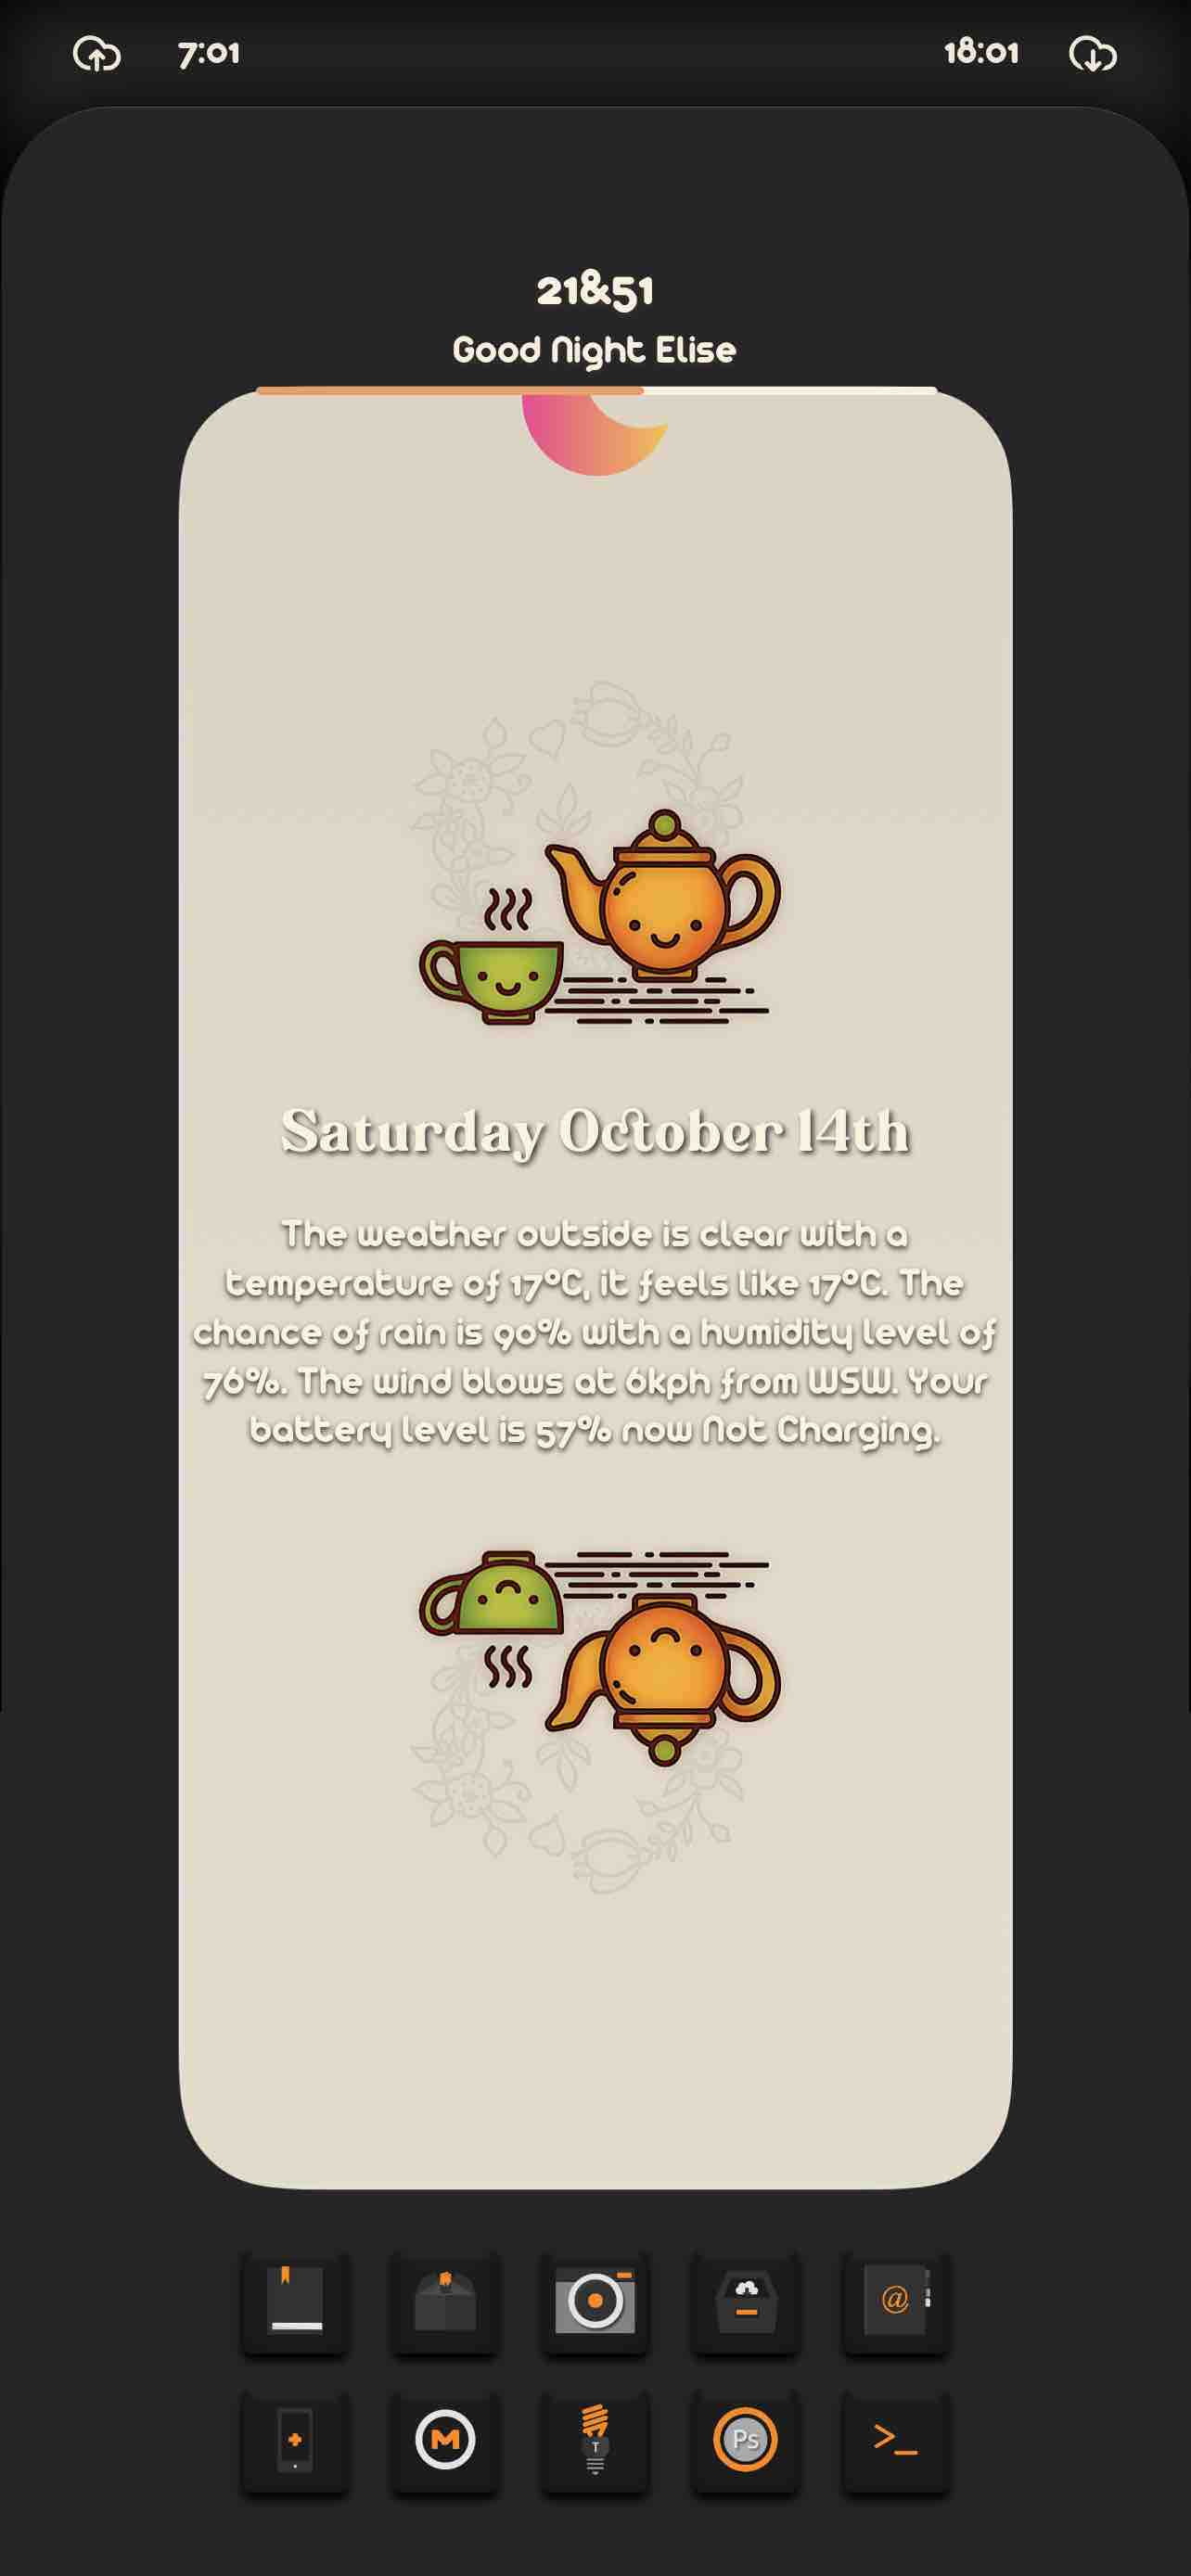 7:01
18:01
21&51
Good Night Elise
Saturday October 14th
The weather outside is clear with a
temperature of 17°C, it feels like 17°C. The
chance of rain is 90% with a humidity level of
76%. The wind blows at 6kph from WSW. Your
battery level is 57% now Not Charging.
@
M
T
Ps
>_